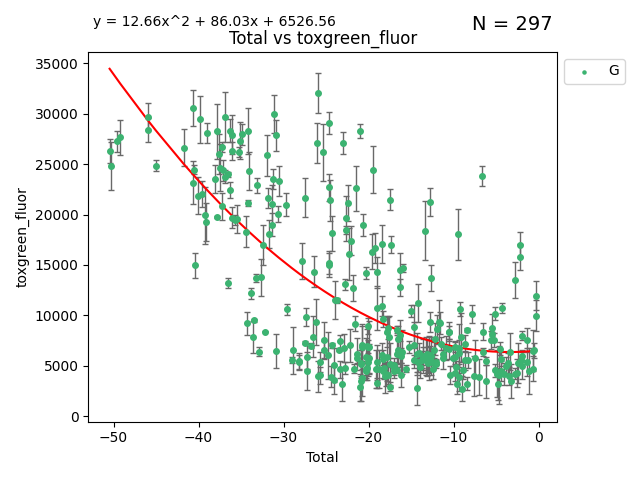 y = 12.66x^2 + 86.03x + 6526.56
N = 297
Total vs toxgreen_fluor
G
toxgreen_fluor
35000
30000
25000
20000
15000
10000
5000
0
−50
−40
−30
−20
−10
0
Total